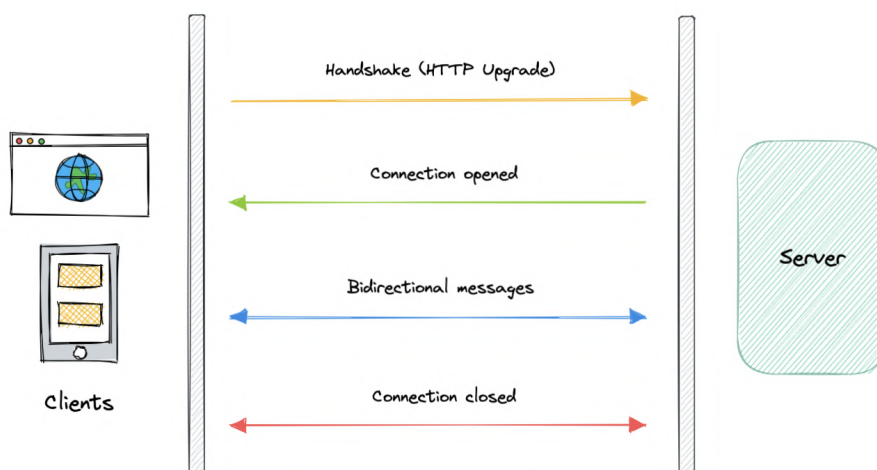 Handshake (HTTP Upgrade)
Connection opened
Server
Bidirectional messages
Connection closed
Clients